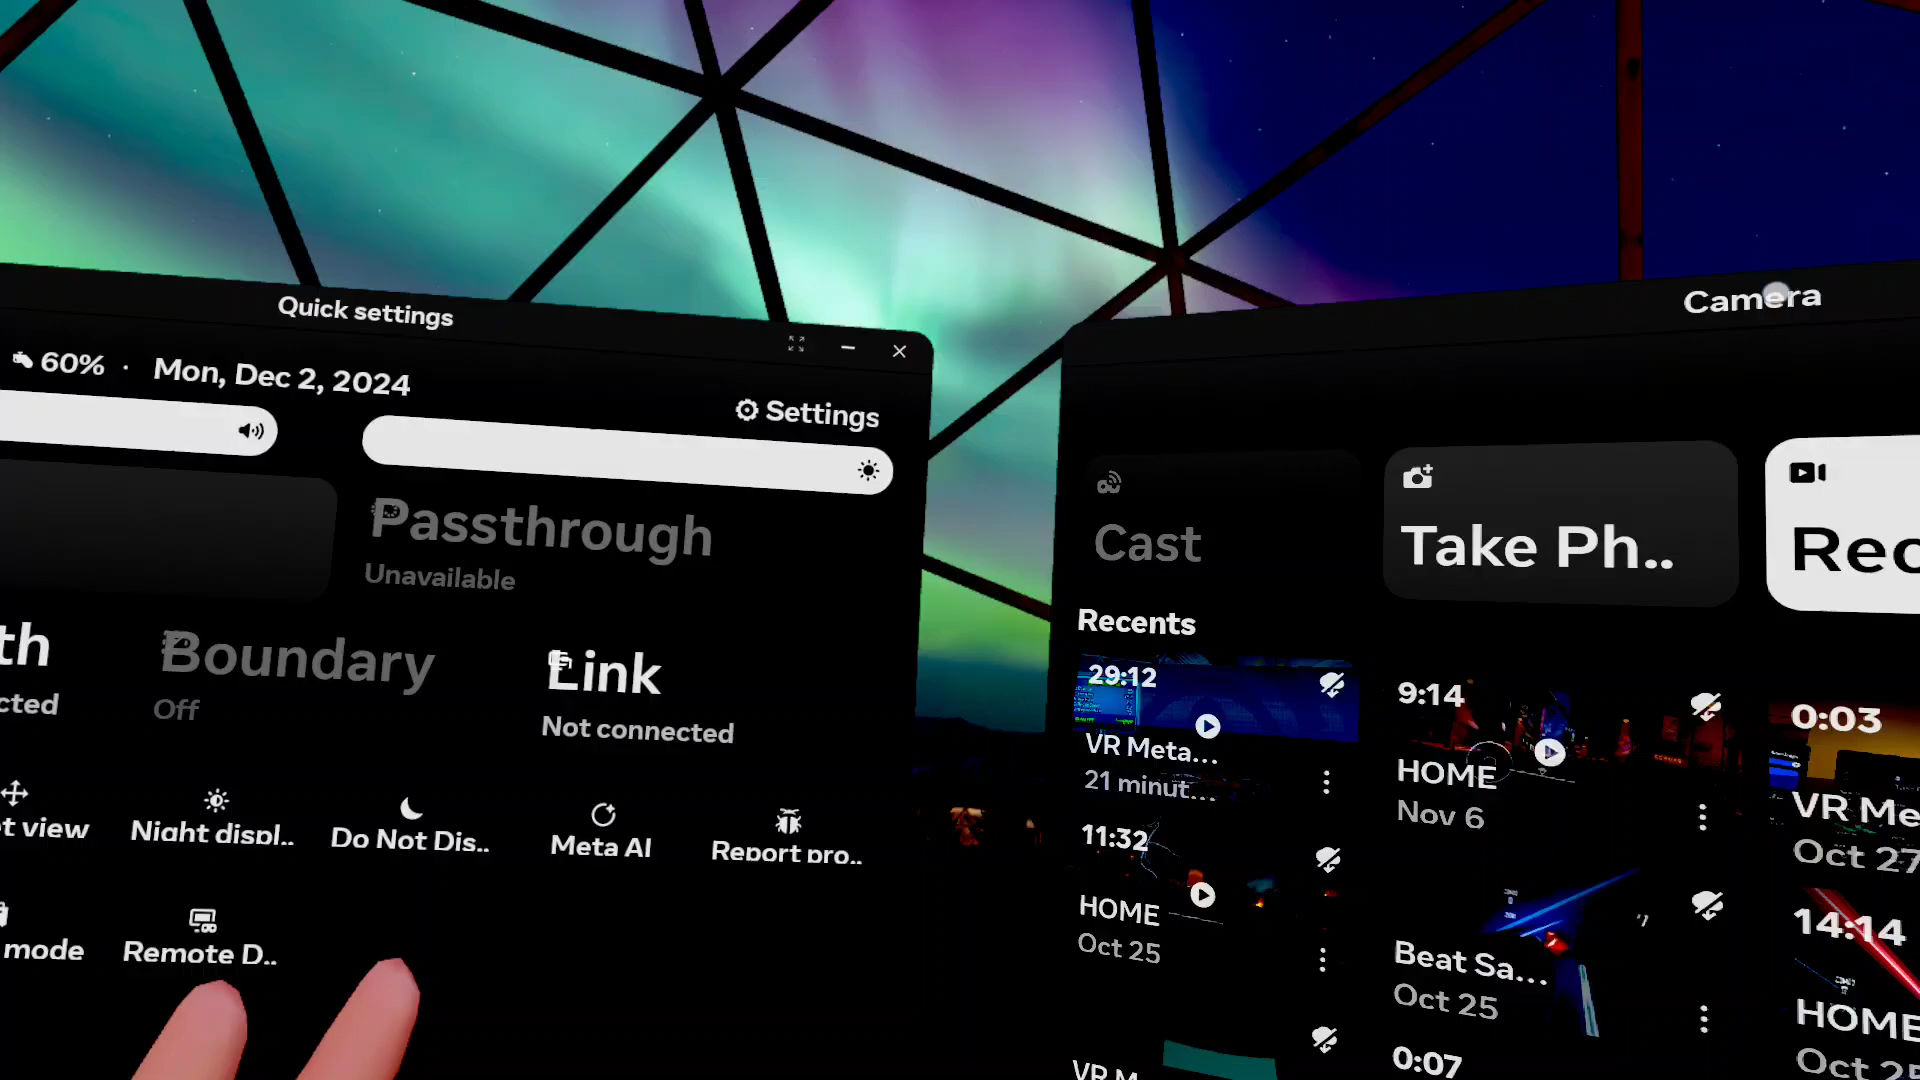 Quick settings
60% · Mon, Dec 2, 2024
Settings
Passthrough
Unavailable
th
cted
Boundary
Off
Link
Not connected
t view
Night displ..
Do Not Dis..
Meta AI
Report pro..
mode
Remote D..
Camera
Cast
Take Ph..
Rec
Recents
29:12
VR Meta...
21 minut...
9:14
HOME
Nov 6
0:03
VR Me
Oct 27
11:32
HOME
Oct 25
Beat Sa...
Oct 25
14:14
HOME
Oct 25
VR M
0:07